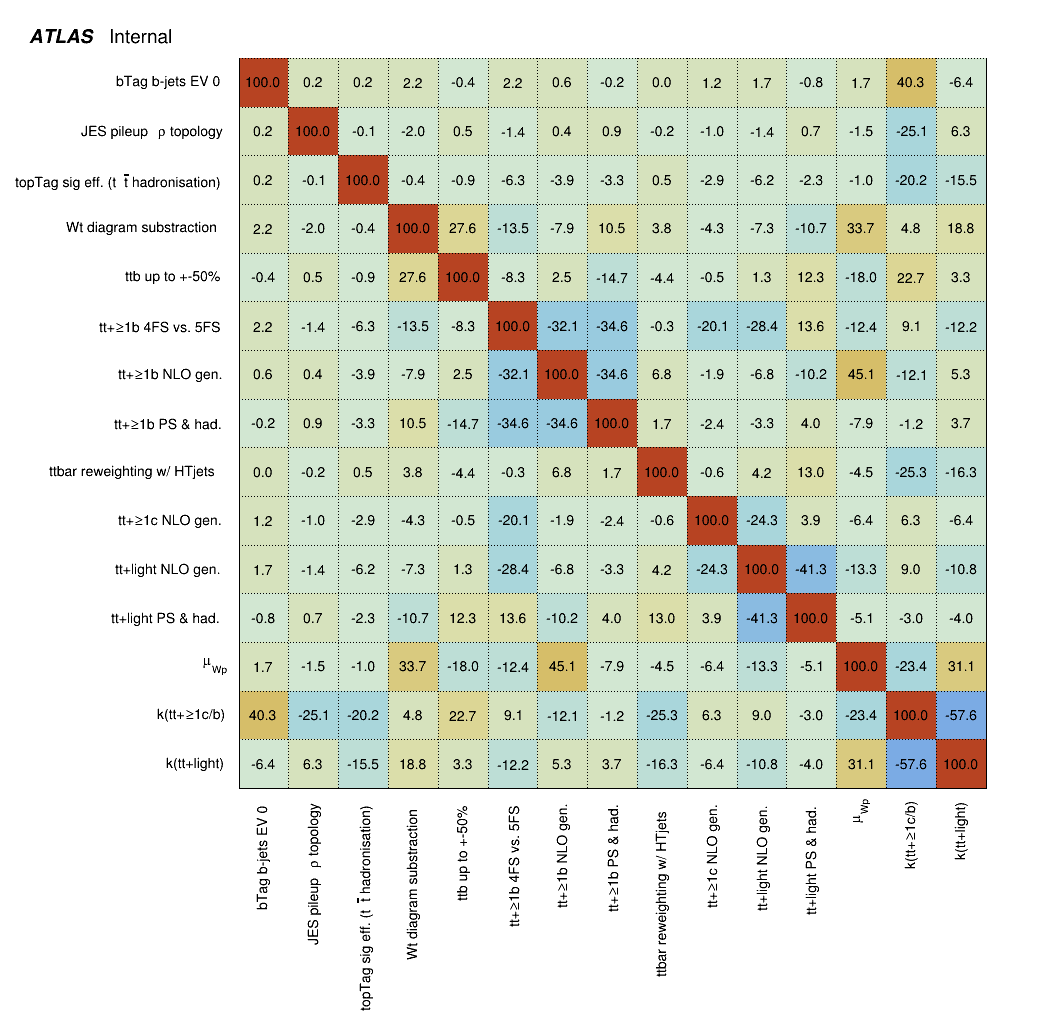 ATLAS Internal
bTag b-jets EV 0 100.0 0.2 0.2 2.2 -0.4 2.2 0.6 -0.2 0.0 1.2 1.7 -0.8 1.7 40.3 -6.4
JES pileup ρ topology 0.2 100.0 -0.1 -2.0 0.5 -1.4 0.4 0.9 -0.2 -1.0 -1.4 0.7 -1.5 -25.1 6.3
topTag sig eff. (t t̄ hadronisation) 0.2 -0.1 100.0 -0.4 -0.9 -6.3 -3.9 -3.3 0.5 -2.9 -6.2 -2.3 -1.0 -20.2 -15.5
Wt diagram substraction 2.2 -2.0 -0.4 100.0 27.6 -13.5 -7.9 10.5 3.8 -4.3 -7.3 -10.7 33.7 4.8 18.8
ttb up to +-50% -0.4 0.5 -0.9 27.6 100.0 -8.3 2.5 -14.7 -4.4 -0.5 1.3 12.3 -18.0 22.7 3.3
tt+≥1b 4FS vs. 5FS 2.2 -1.4 -6.3 -13.5 -8.3 100.0 -32.1 -34.6 -0.3 -20.1 -28.4 13.6 -12.4 9.1 -12.2
tt+≥1b NLO gen. 0.6 0.4 -3.9 -7.9 2.5 -32.1 100.0 -34.6 6.8 -1.9 -6.8 -10.2 45.1 -12.1 5.3
tt+≥1b PS & had. -0.2 0.9 -3.3 10.5 -14.7 -34.6 -34.6 100.0 1.7 -2.4 -3.3 4.0 -7.9 -1.2 3.7
ttbar reweighting w/ HTjets 0.0 -0.2 0.5 3.8 -4.4 -0.3 6.8 1.7 100.0 -0.6 4.2 13.0 -4.5 -25.3 -16.3
tt+≥1c NLO gen. 1.2 -1.0 -2.9 -4.3 -0.5 -20.1 -1.9 -2.4 -0.6 100.0 -24.3 3.9 -6.4 6.3 -6.4
tt+light NLO gen. 1.7 -1.4 -6.2 -7.3 1.3 -28.4 -6.8 -3.3 4.2 -24.3 100.0 -41.3 -13.3 9.0 -10.8
tt+light PS & had. -0.8 0.7 -2.3 -10.7 12.3 13.6 -10.2 4.0 13.0 3.9 -41.3 100.0 -5.1 -3.0 -4.0
μWp 1.7 -1.5 -1.0 33.7 -18.0 -12.4 45.1 -7.9 -4.5 -6.4 -13.3 -5.1 100.0 -23.4 31.1
k(tt+≥1c/b) 40.3 -25.1 -20.2 4.8 22.7 9.1 -12.1 -1.2 -25.3 6.3 9.0 -3.0 -23.4 100.0 -57.6
k(tt+light) -6.4 6.3 -15.5 18.8 3.3 -12.2 5.3 3.7 -16.3 -6.4 -10.8 -4.0 31.1 -57.6 100.0
bTag b-jets EV 0
JES pileup ρ topology
topTag sig eff. (t t̄ hadronisation)
Wt diagram substraction
ttb up to +-50%
tt+≥1b 4FS vs. 5FS
tt+≥1b NLO gen.
tt+≥1b PS & had.
ttbar reweighting w/ HTjets
tt+≥1c NLO gen.
tt+light NLO gen.
tt+light PS & had.
μWp
k(tt+≥1c/b)
k(tt+light)